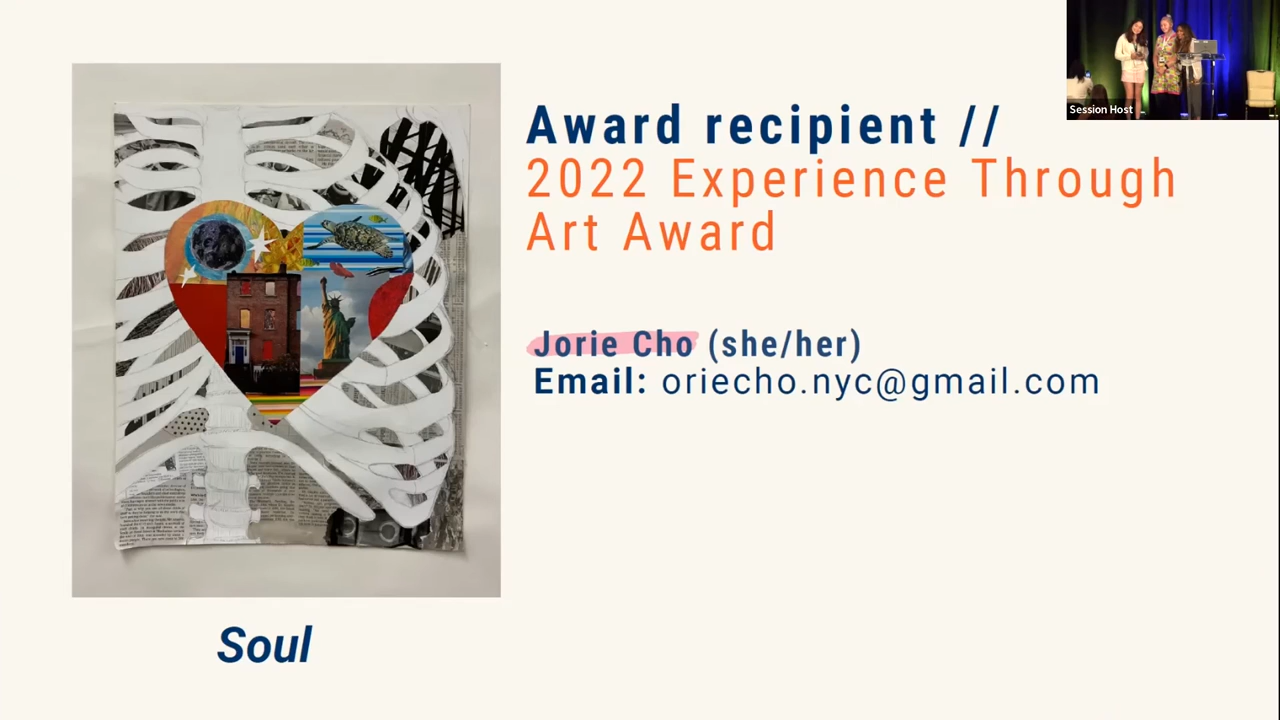 Session Host
Award recipient //
2022 Experience Through
Art Award
Jorie Cho (she/her)
Email: oriecho.nyc@gmail.com
Soul